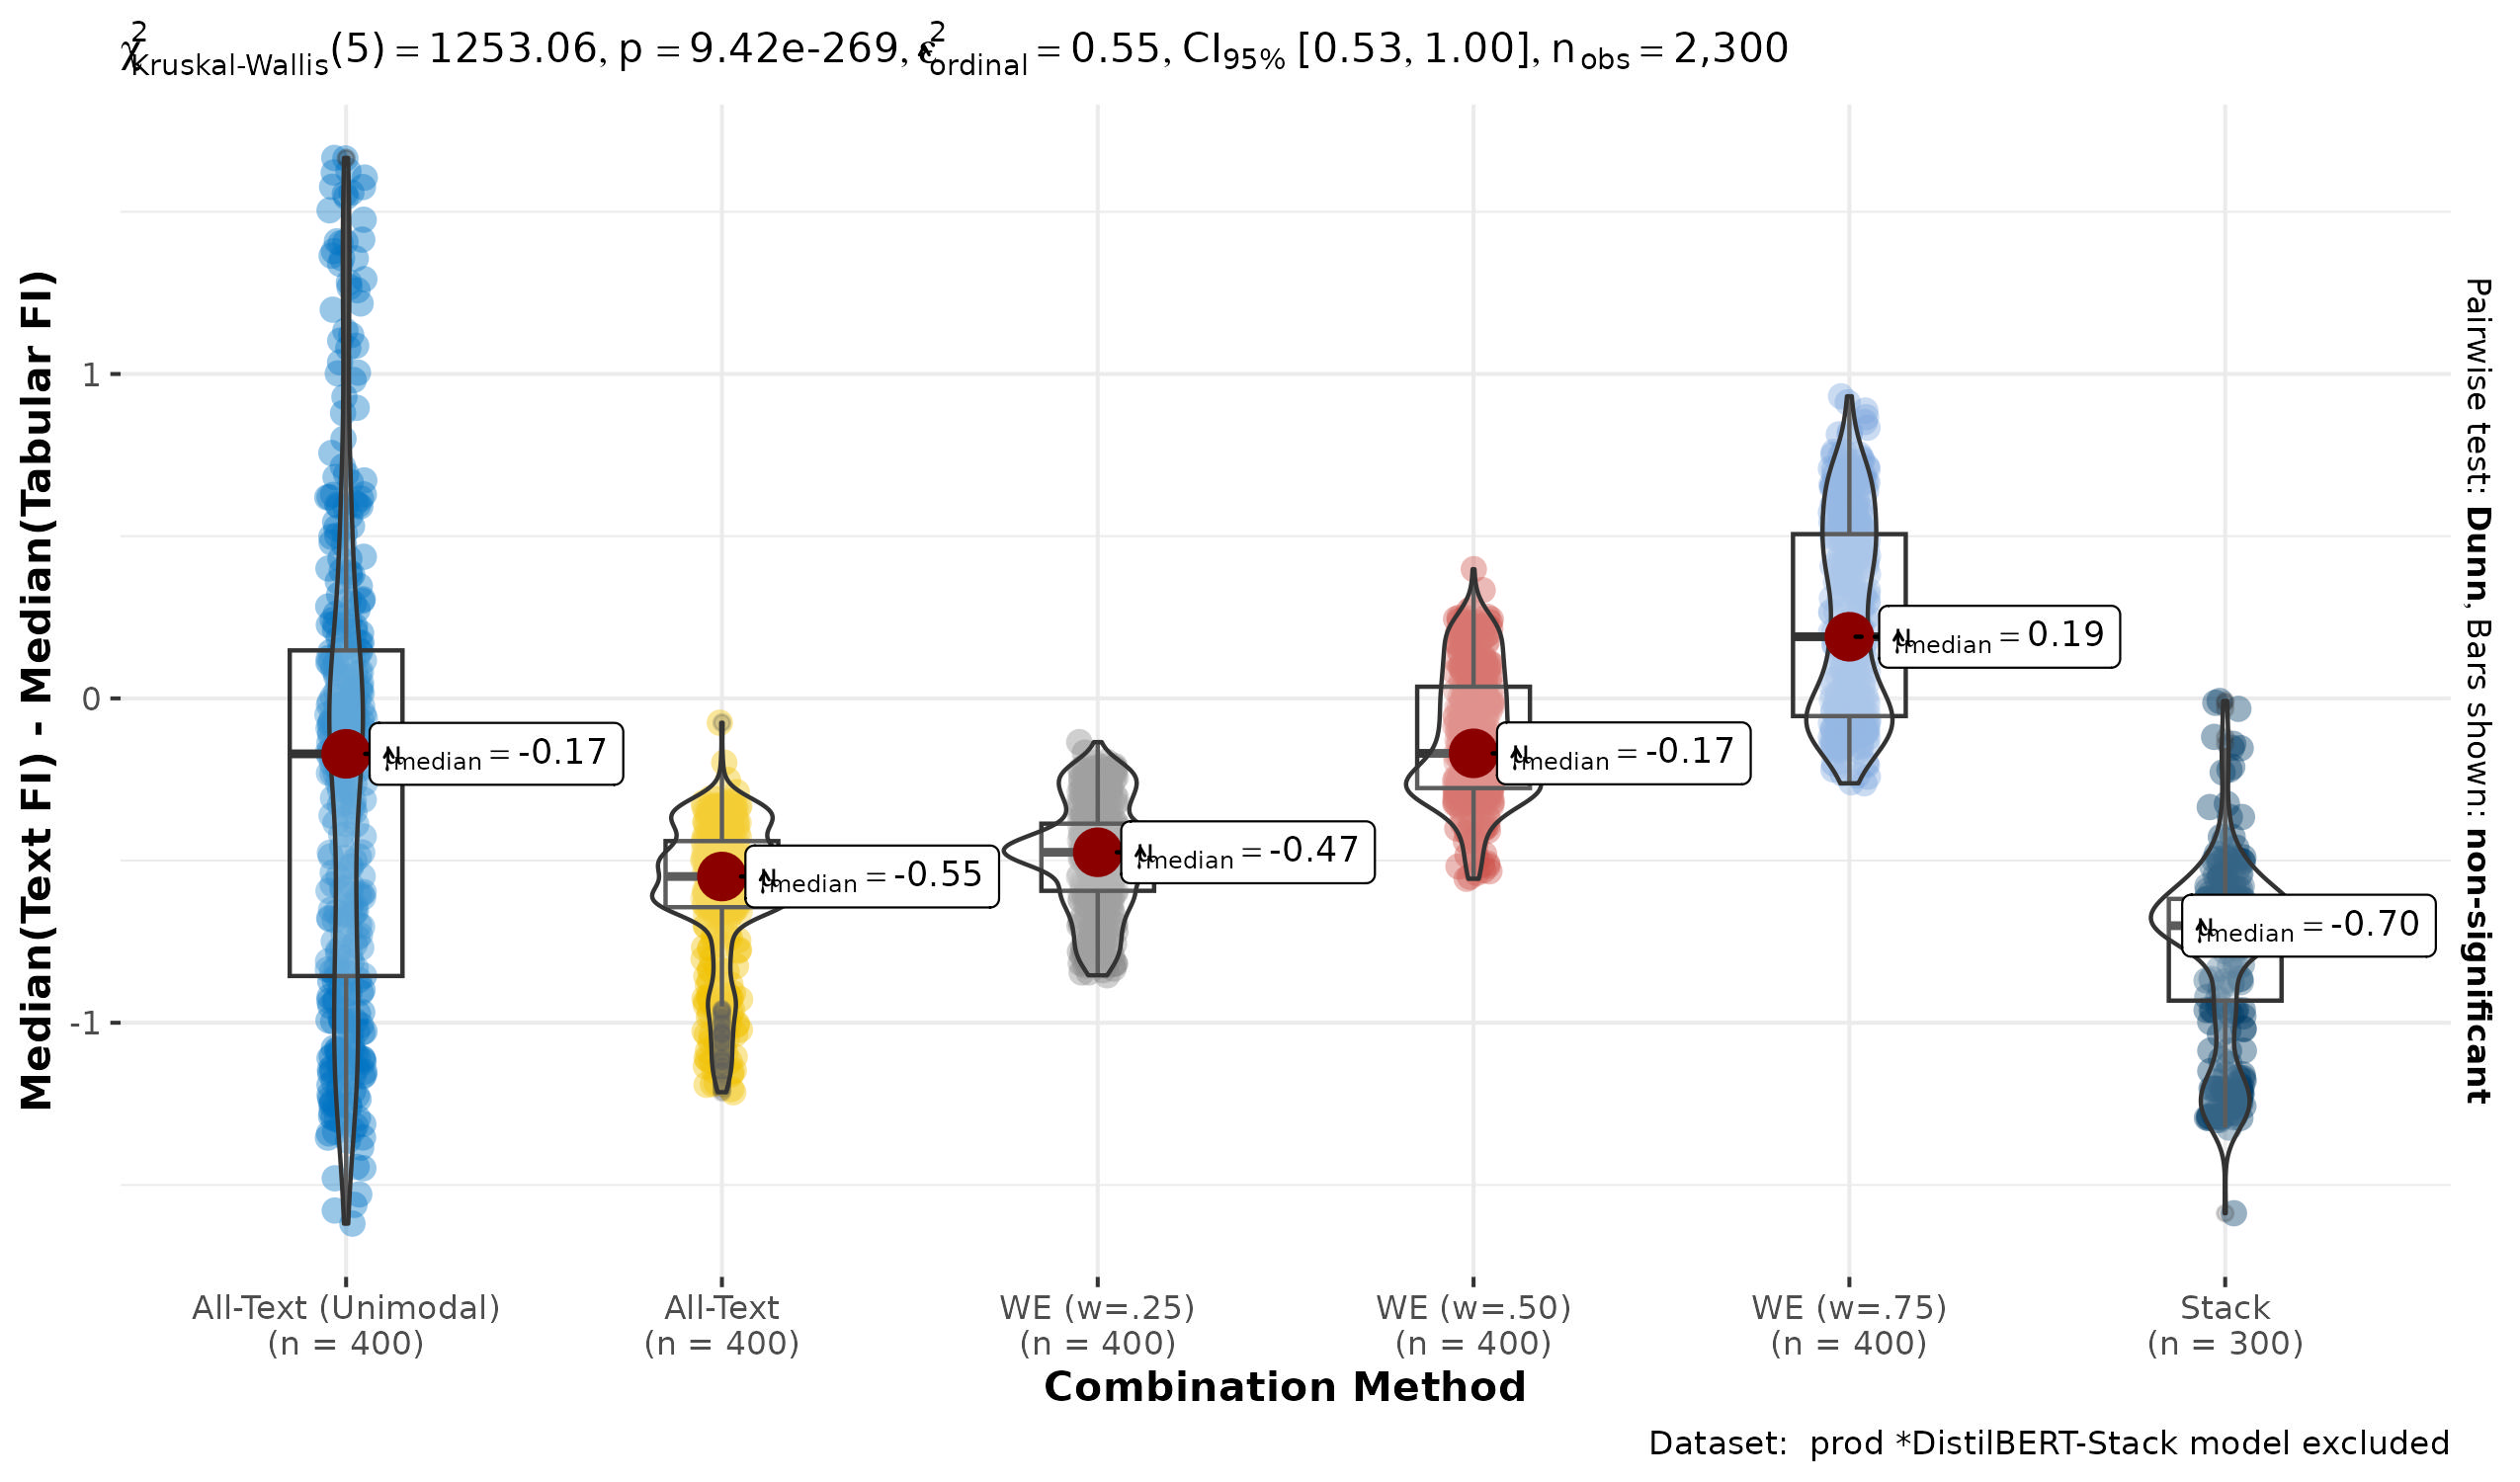 χ²Kruskal-Wallis(5) = 1253.06, p = 9.42e-269, ε̂²ordinal = 0.55, CI95% [0.53, 1.00], nobs = 2,300
Median(Text FI) - Median(Tabular FI)
1
0
-1
μ̂median = -0.17
μ̂median = -0.55
μ̂median = -0.47
μ̂median = -0.17
μ̂median = 0.19
μ̂median = -0.70
Pairwise test: Dunn, Bars shown: non-significant
All-Text (Unimodal)
(n = 400)
All-Text
(n = 400)
WE (w=.25)
(n = 400)
WE (w=.50)
(n = 400)
WE (w=.75)
(n = 400)
Stack
(n = 300)
Combination Method
Dataset:  prod *DistilBERT-Stack model excluded